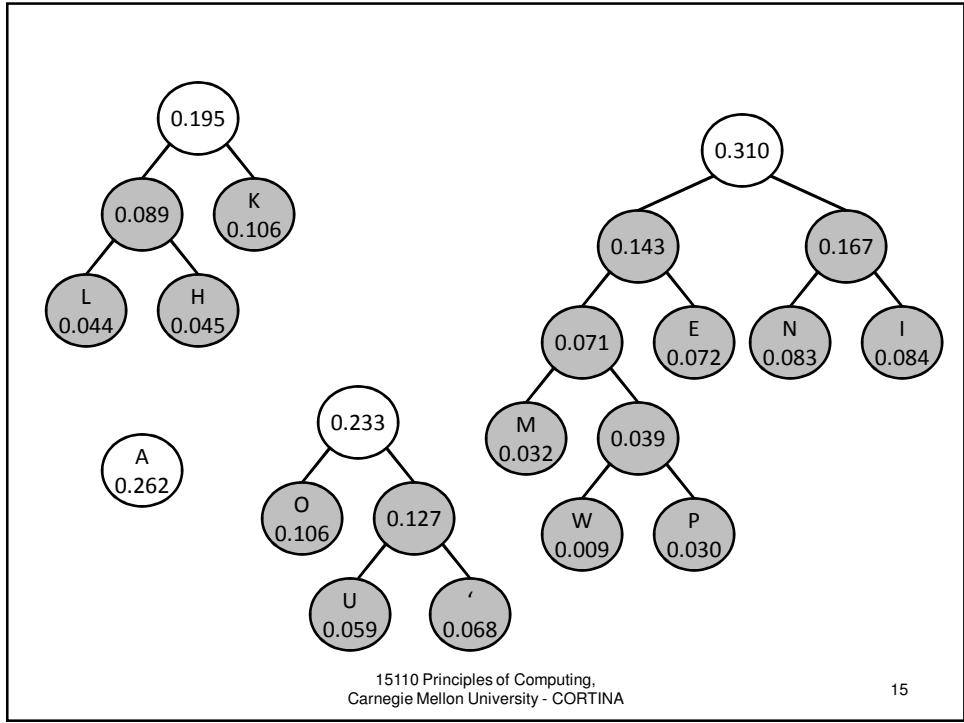 0.195
0.089
K
0.106
L
0.044
H
0.045
A
0.262
0.233
O
0.106
0.127
U
0.059
‘
0.068
0.310
0.143
0.167
0.071
E
0.072
N
0.083
I
0.084
M
0.032
0.039
W
0.009
P
0.030
15110 Principles of Computing,
Carnegie Mellon University - CORTINA
15